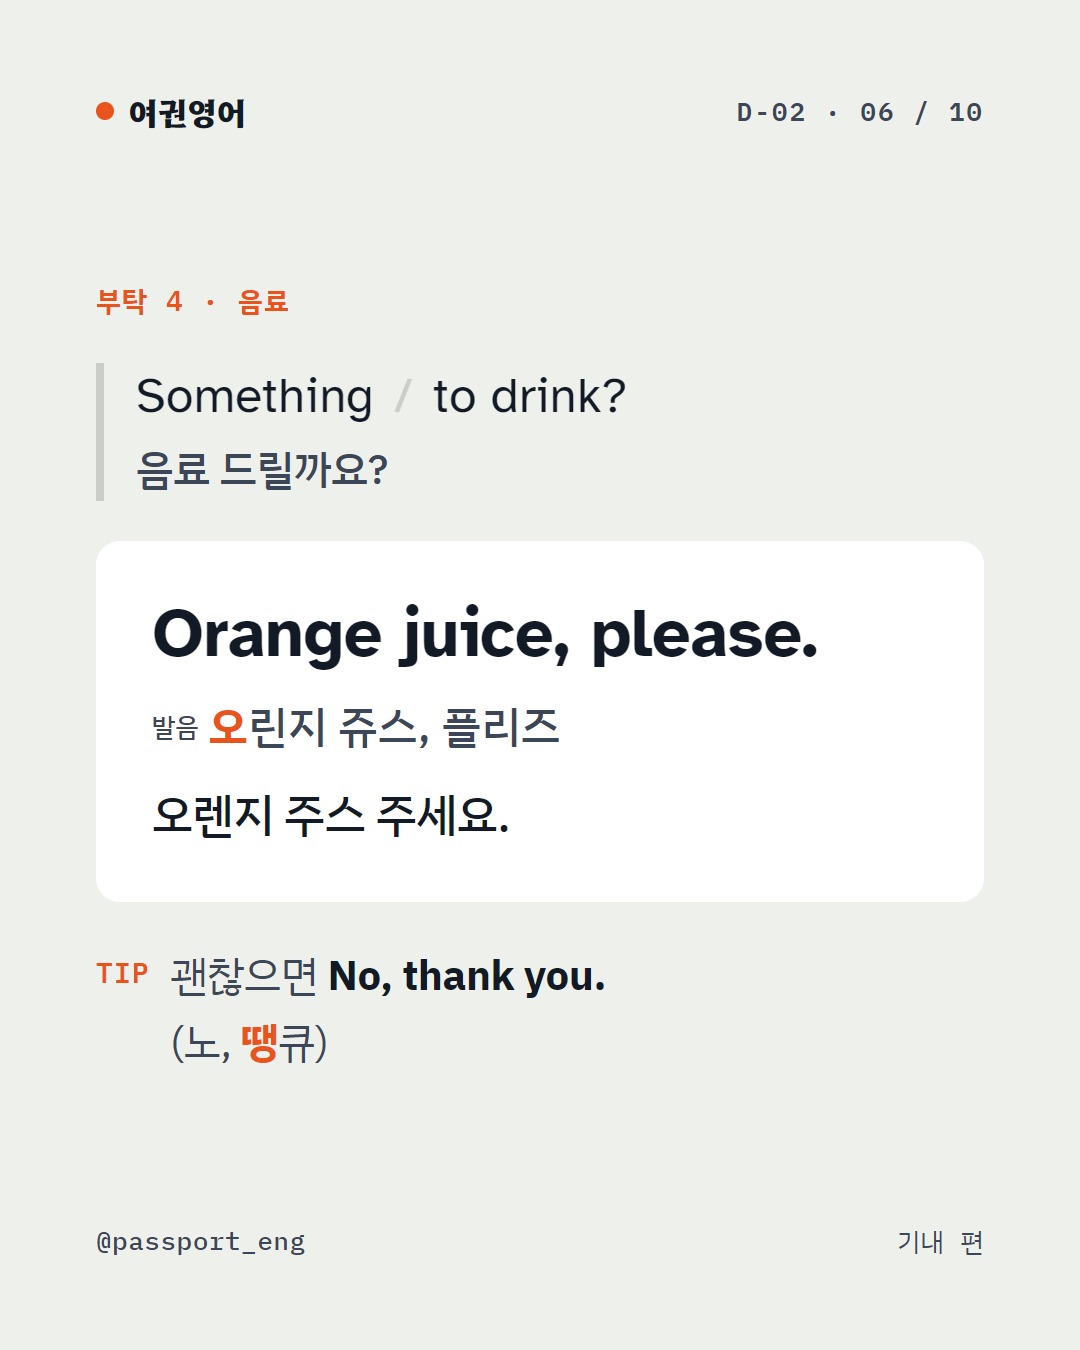 여권영어
D-02 · 06 / 10
부탁 4 · 음료
Something / to drink?
음료 드릴까요?
Orange juice, please.
발음 오린지 쥬스, 플리즈
오렌지 주스 주세요.
TIP 괜찮으면 No, thank you.
(노, 땡큐)
@passport_eng
기내 편